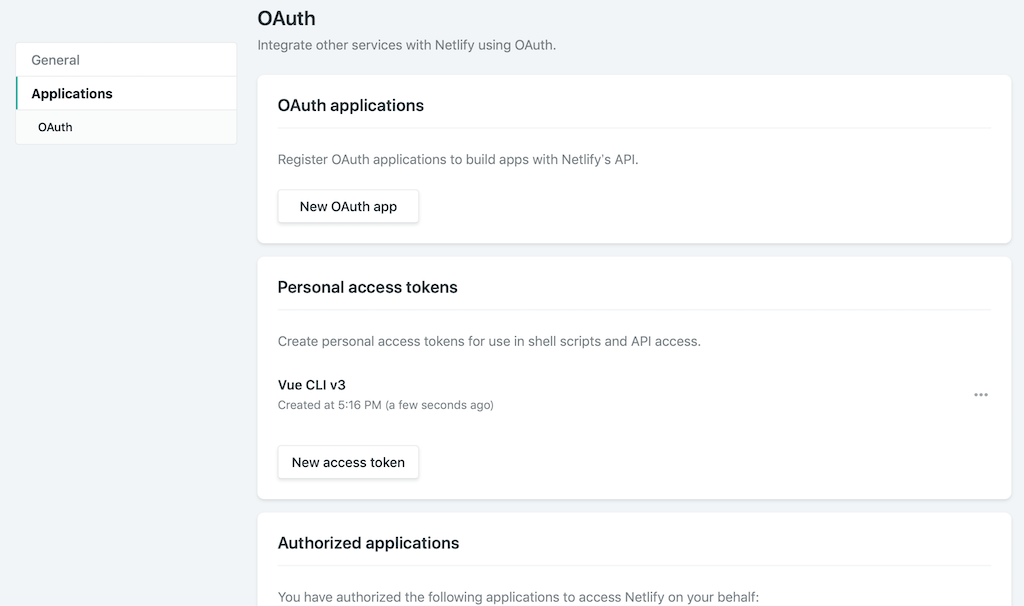 OAuth
Integrate other services with Netlify using OAuth.
General
Applications
OAuth
OAuth applications
Register OAuth applications to build apps with Netlify's API.
New OAuth app
Personal access tokens
Create personal access tokens for use in shell scripts and API access.
Vue CLI v3
Created at 5:16 PM (a few seconds ago)
New access token
Authorized applications
You have authorized the following applications to access Netlify on your behalf: